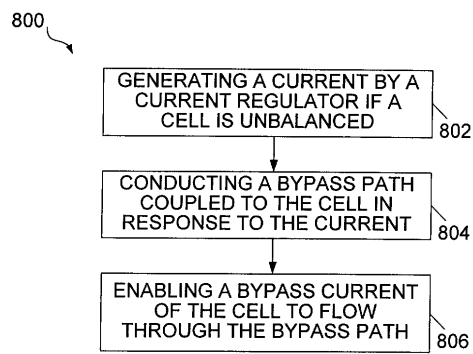 800
GENERATING A CURRENT BY A
CURRENT REGULATOR IF A
CELL IS UNBALANCED
802
CONDUCTING A BYPASS PATH
COUPLED TO THE CELL IN
RESPONSE TO THE CURRENT
804
ENABLING A BYPASS CURRENT
OF THE CELL TO FLOW
THROUGH THE BYPASS PATH
806